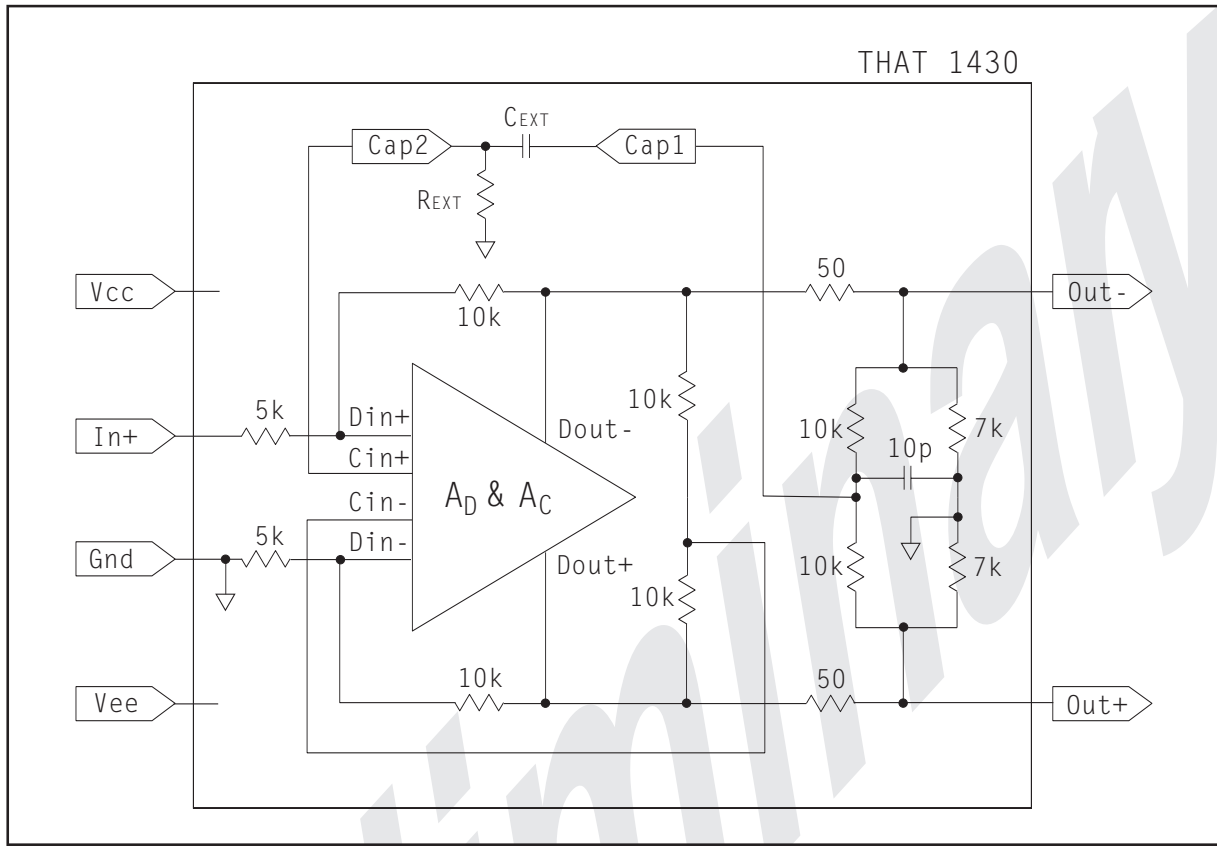 THAT 1430
CEXT
Cap2
Cap1
REXT
50
Vcc
Out-
10k
10k
5k
Din+
Dout-
10k
7k
In+
10p
Cin+
AD & AC
Cin-
5k
Din-
Gnd
Dout+
10k
10k
7k
10k
50
Vee
Out+